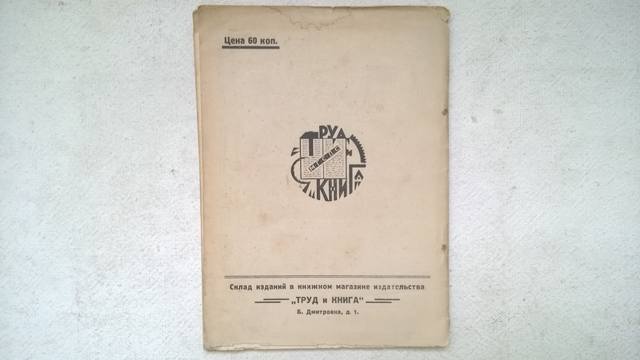 Цена 60 коп.
ТРУД
И
КНИГА
Склад изданий в книжном магазине издательства
„ТРУД и КНИГА"
Б. Дмитровка, д. 1.